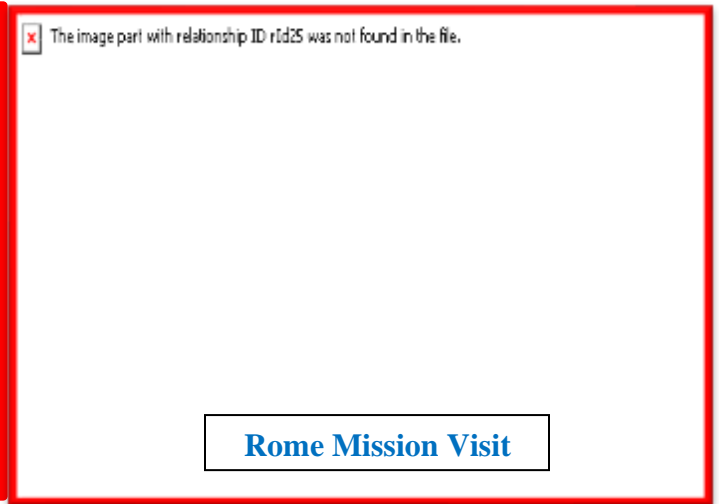 The image part with relationship ID rId25 was not found in the file.
Rome Mission Visit